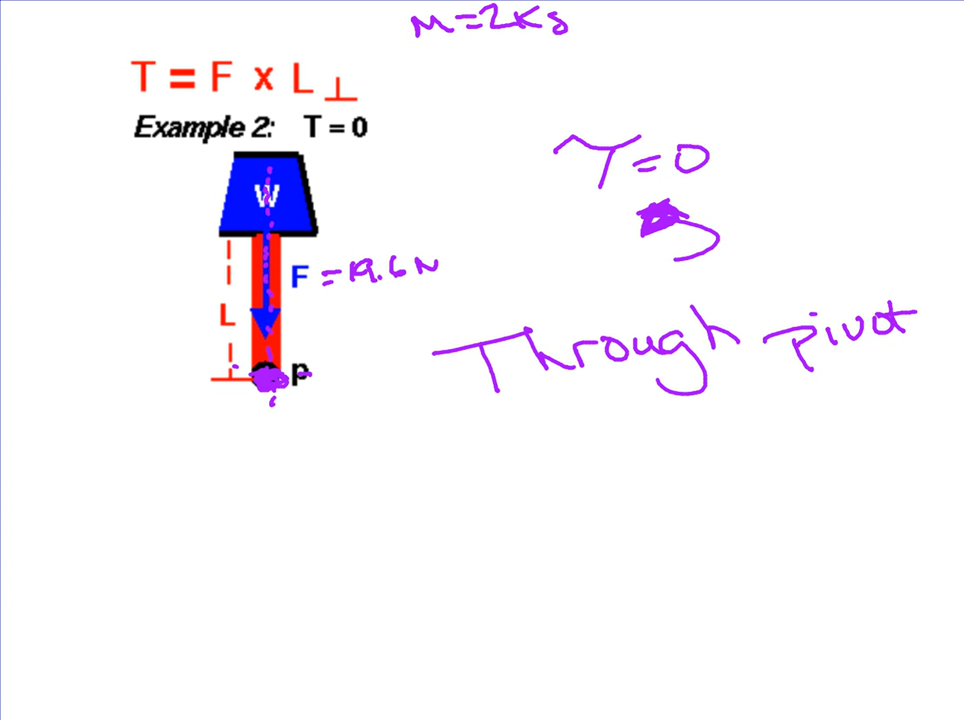 M=2Kg
T = F x L⊥
Example 2: T = 0
τ=0
W
F =19.6N
L
Through pivot
P